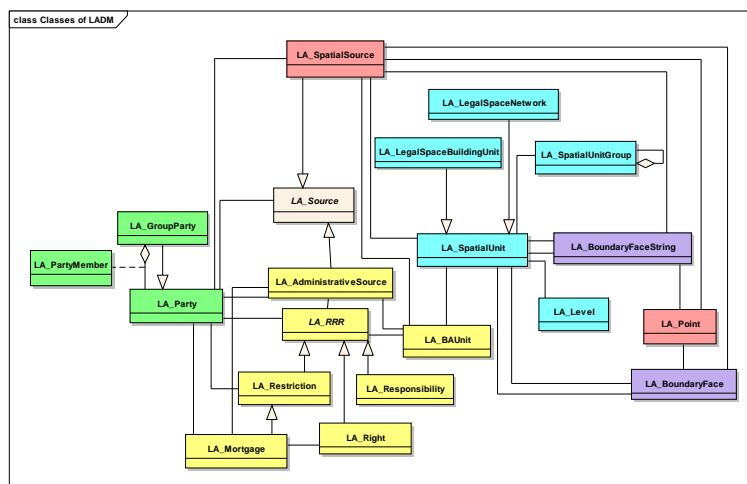 class Classes of LADM
LA_SpatialSource
LA_LegalSpaceNetwork
LA_LegalSpaceBuildingUnit
LA_SpatialUnitGroup
LA_Source
LA_GroupParty
LA_SpatialUnit
LA_BoundaryFaceString
LA_PartyMember
LA_AdministrativeSource
LA_Party
LA_Level
LA_RRR
LA_Point
LA_BAUnit
LA_Restriction
LA_Responsibility
LA_BoundaryFace
LA_Right
LA_Mortgage